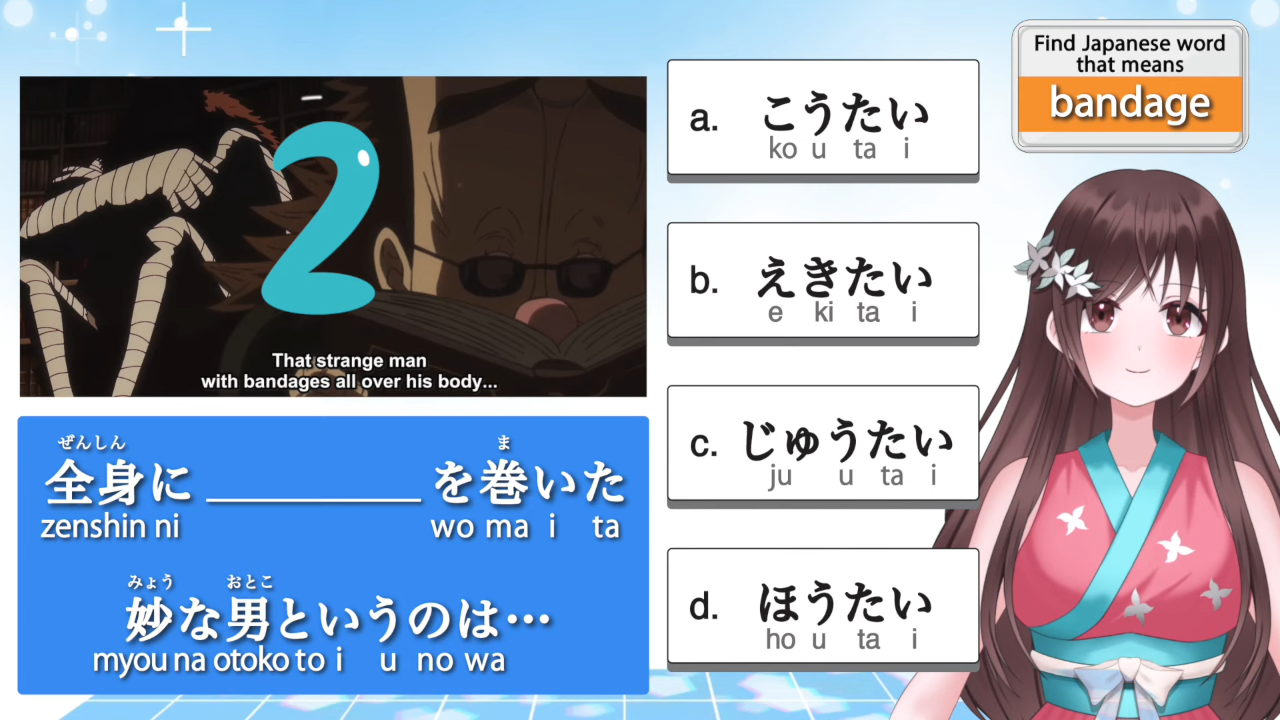 Find Japanese word
that means
bandage
2
That strange man
with bandages all over his body...
ぜんしん ま
全身に ____________ を巻いた
zenshin ni wo ma i ta
みょう おとこ
妙な男というのは…
myou na otoko to i u no wa
a. こうたい
ko u ta i
b. えきたい
e ki ta i
c. じゅうたい
ju u ta i
d. ほうたい
ho u ta i